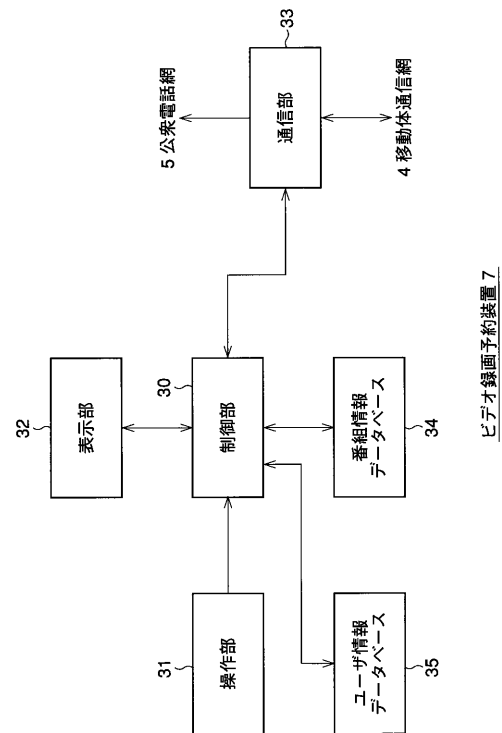 32
表示部
31
操作部
30
制御部
5 公衆電話網
33
通信部
4 移動体通信網
ユーザ情報
データベース
35
番組情報
データベース
34
ビデオ録画予約装置 7